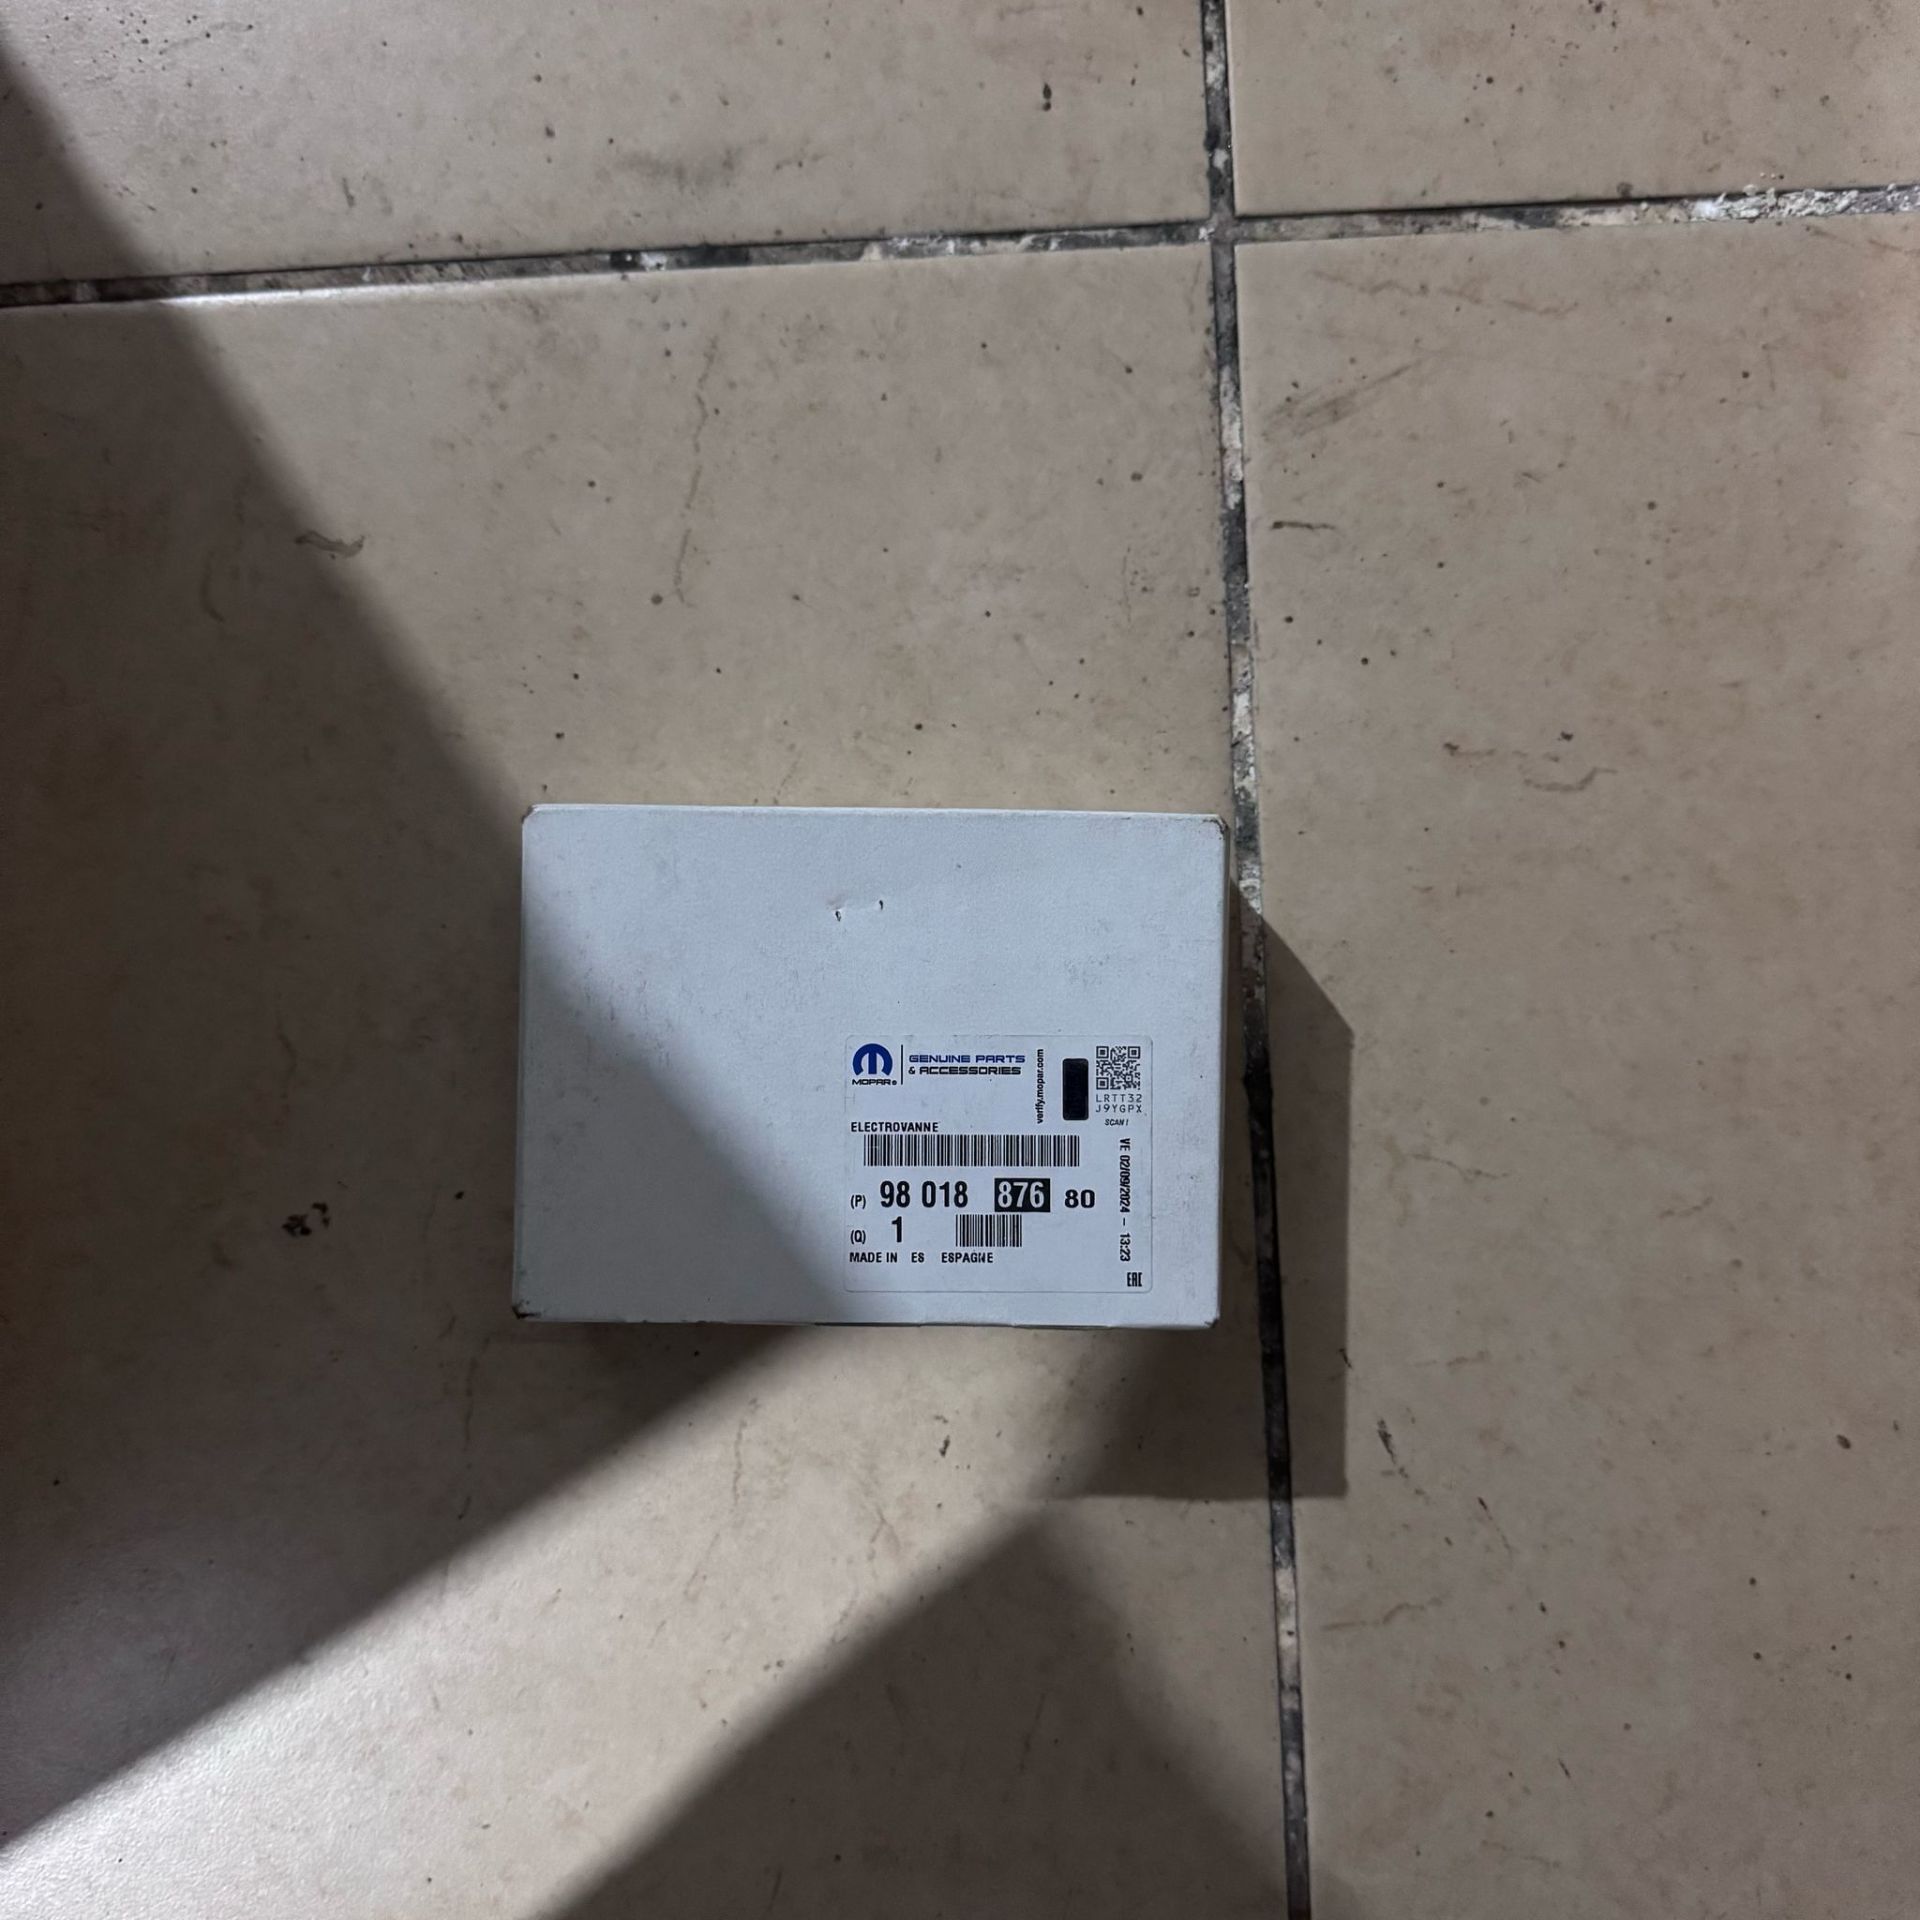 MOPAR®
GENUINE PARTS
& ACCESSORIES
verify.mopar.com
LRTT32
J9YGPX
SCAN!
ELECTROVANNE
(P) 98 018 876 80
(Q) 1
MADE IN ES ESPAGNE
VE 02/09/2024 - 13:23
EAC